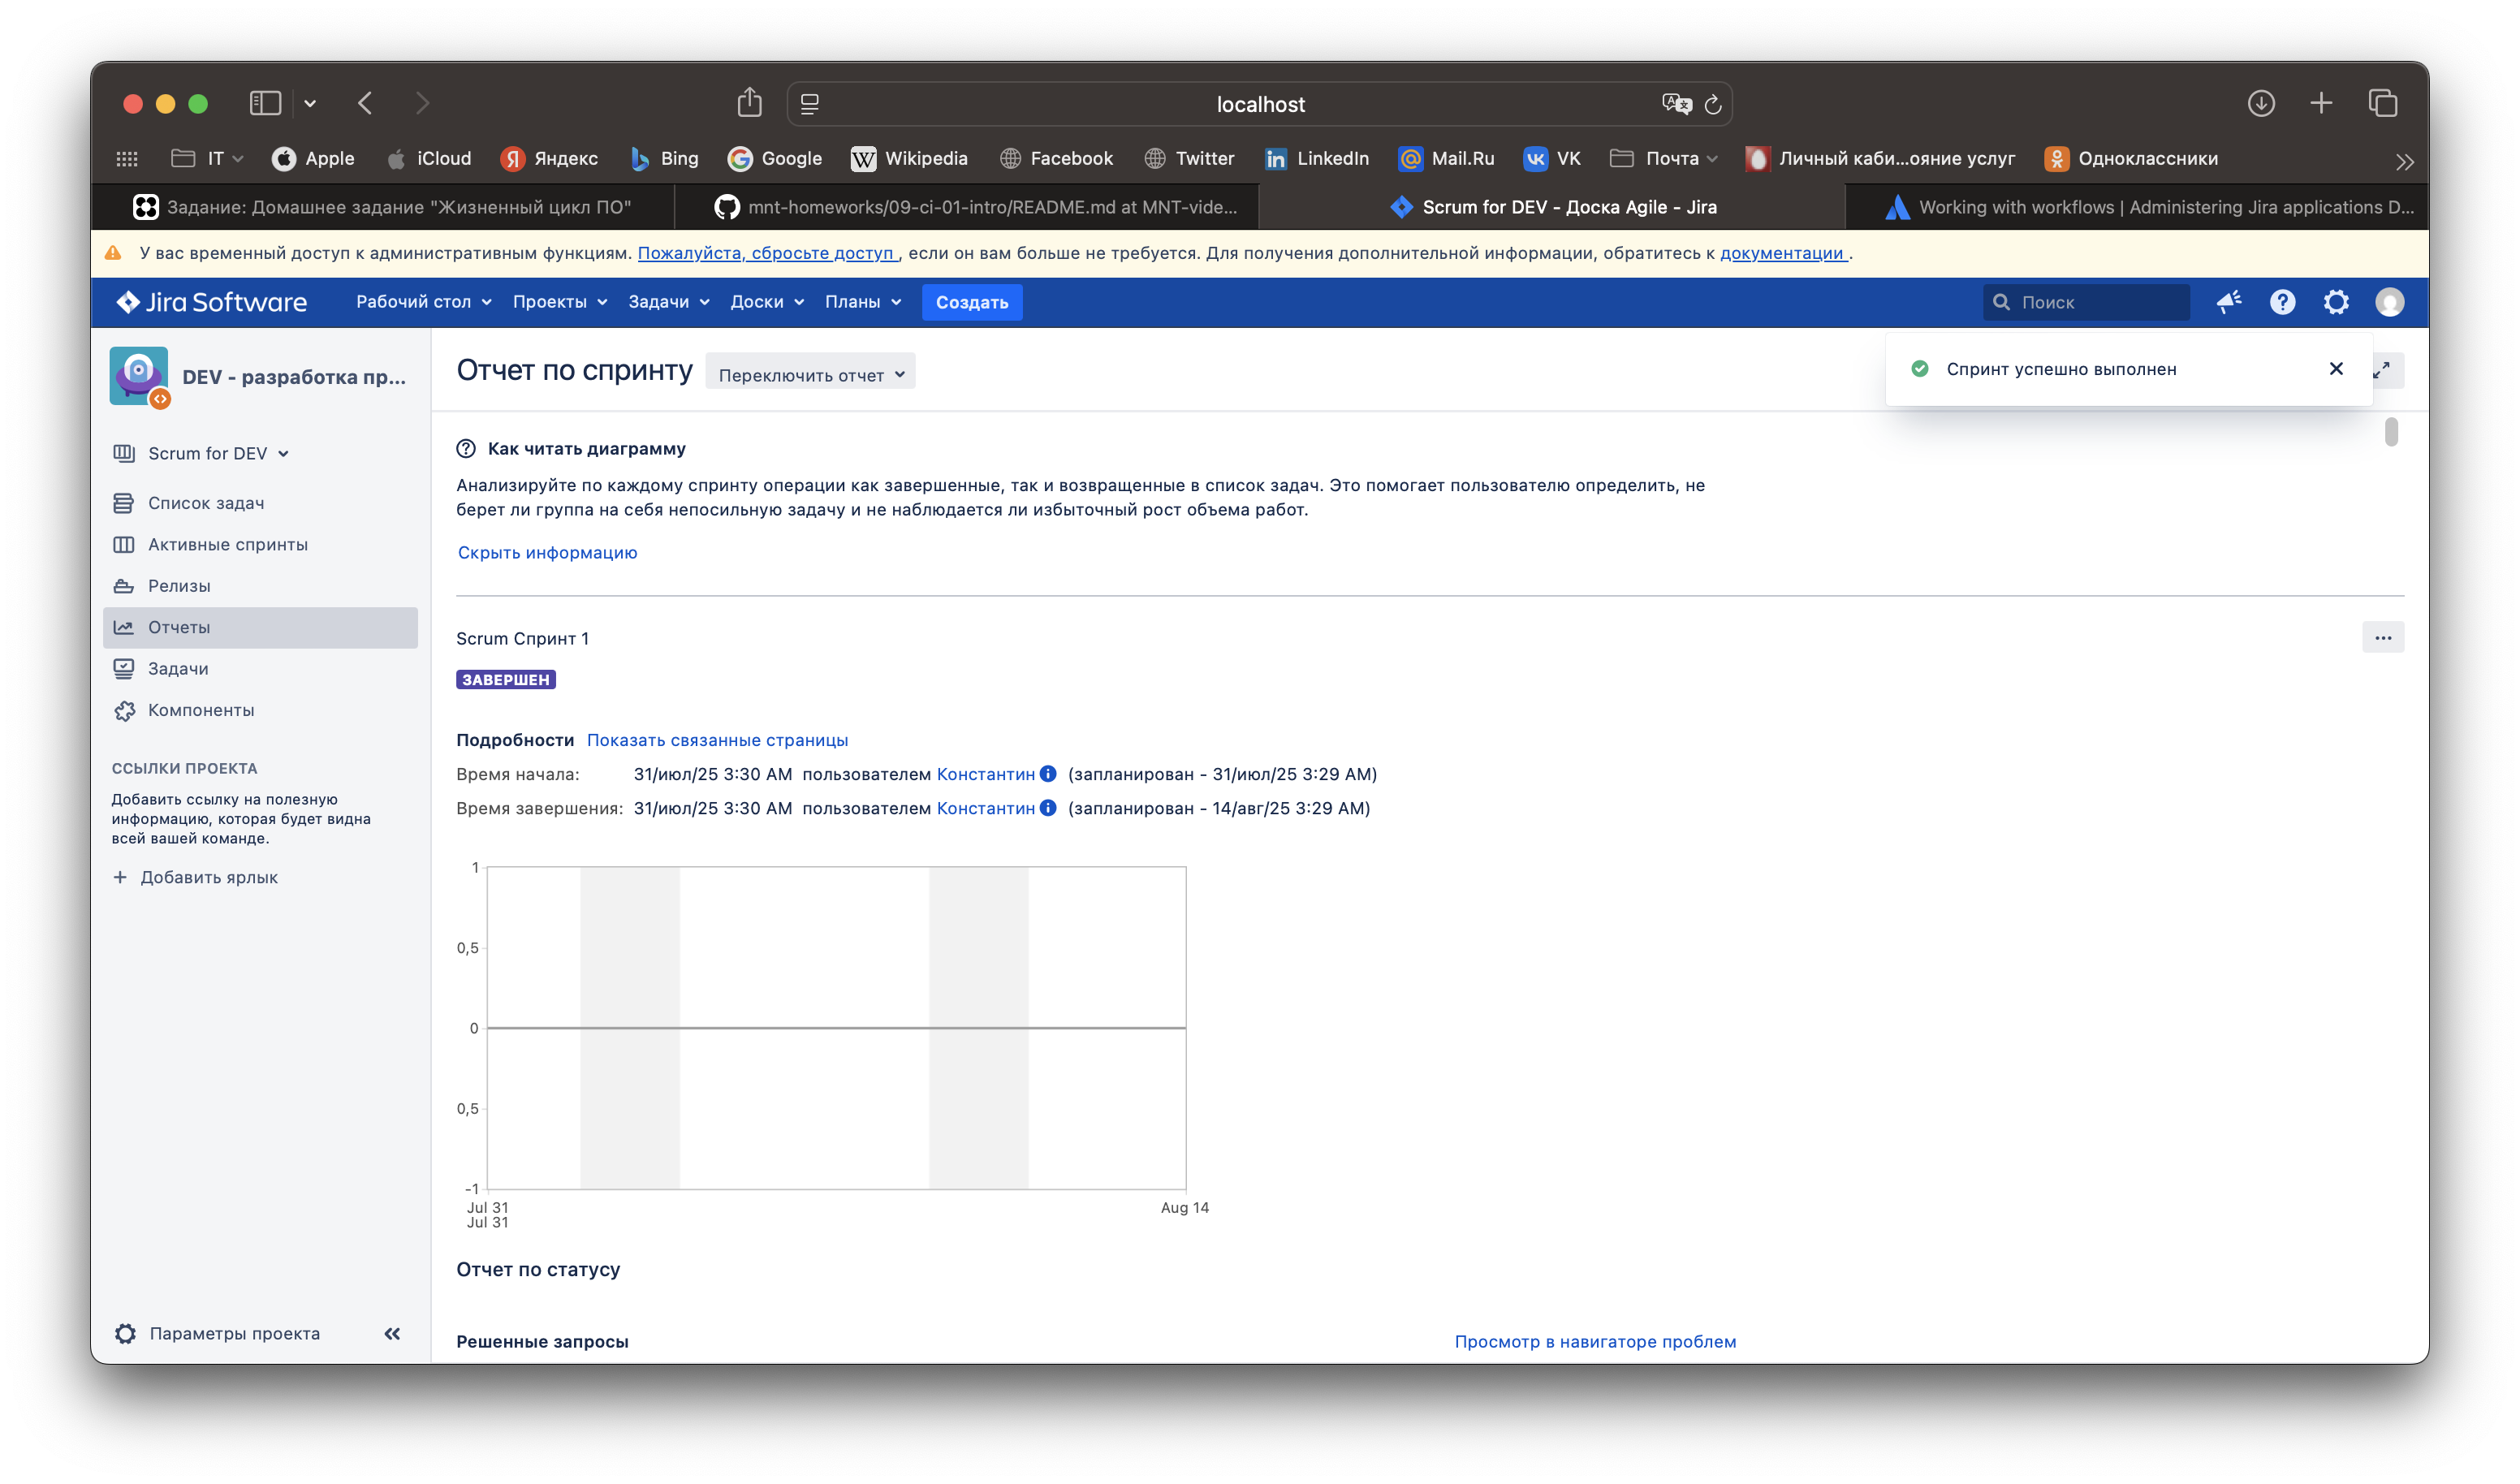 localhost
IT
Apple
iCloud
Яндекс
Bing
Google
Wikipedia
Facebook
Twitter
LinkedIn
Mail.Ru
VK
Почта
Личный каби...ояние услуг
Одноклассники
Задание: Домашнее задание "Жизненный цикл ПО"
mnt-homeworks/09-ci-01-intro/README.md at MNT-vide...
Scrum for DEV - Доска Agile - Jira
Working with workflows | Administering Jira applications D...
У вас временный доступ к административным функциям. Пожалуйста, сбросьте доступ , если он вам больше не требуется. Для получения дополнительной информации, обратитесь к документации .
Jira Software
Рабочий стол
Проекты
Задачи
Доски
Планы
Создать
Поиск
DEV - разработка пр...
Scrum for DEV
Список задач
Активные спринты
Релизы
Отчеты
Задачи
Компоненты
ССЫЛКИ ПРОЕКТА
Добавить ссылку на полезную
информацию, которая будет видна
всей вашей команде.
+ Добавить ярлык
Параметры проекта
Отчет по спринту
Переключить отчет
Спринт успешно выполнен
Как читать диаграмму
Анализируйте по каждому спринту операции как завершенные, так и возвращенные в список задач. Это помогает пользователю определить, не
берет ли группа на себя непосильную задачу и не наблюдается ли избыточный рост объема работ.
Скрыть информацию
Scrum Спринт 1
ЗАВЕРШЕН
Подробности Показать связанные страницы
Время начала: 31/июл/25 3:30 AM пользователем Константин (запланирован - 31/июл/25 3:29 AM)
Время завершения: 31/июл/25 3:30 AM пользователем Константин (запланирован - 14/авг/25 3:29 AM)
1
0,5
0
0,5
-1
Jul 31
Jul 31
Aug 14
Отчет по статусу
Решенные запросы
Просмотр в навигаторе проблем